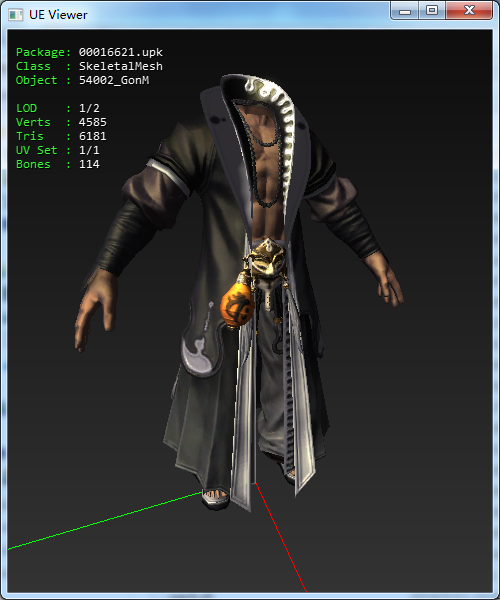 UE Viewer
Package: 00016621.upk
Class : SkeletalMesh
Object : 54002_GonM
LOD : 1/2
Verts : 4585
Tris : 6181
UV Set : 1/1
Bones : 114